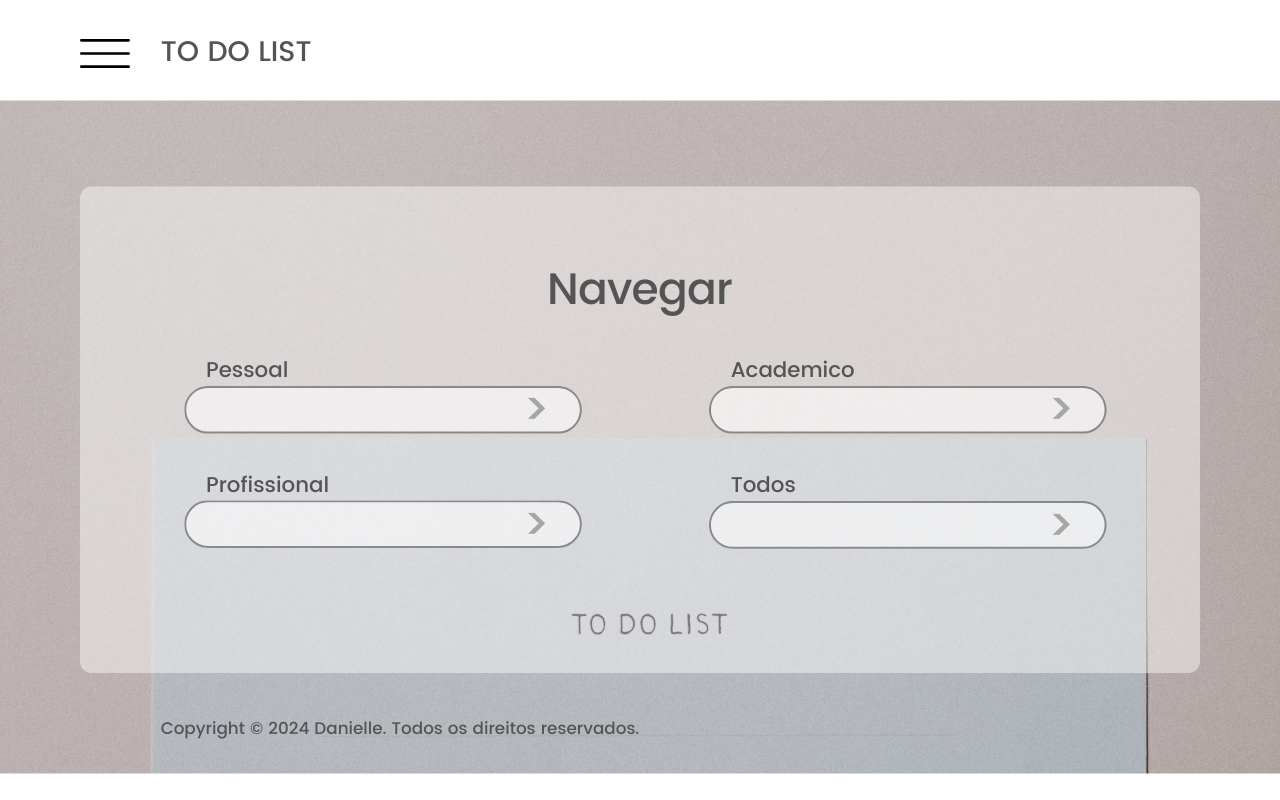 TO DO LIST
Navegar
Pessoal
Academico
Profissional
Todos
TO DO LIST
Copyright © 2024 Danielle. Todos os direitos reservados.